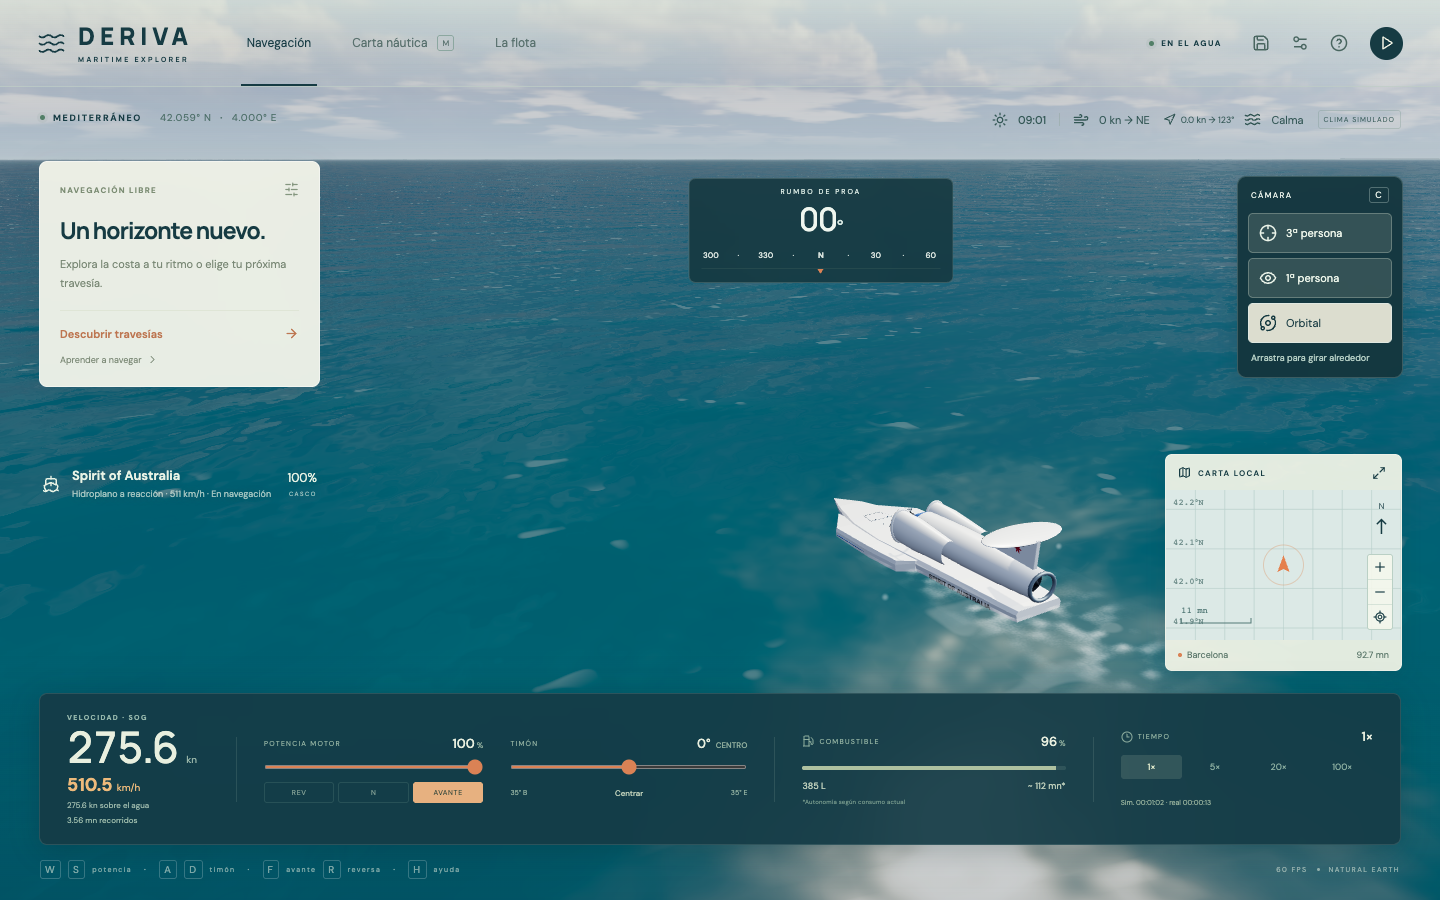 DERIVA
MARITIME EXPLORER
Navegación
Carta náutica M
La flota
EN EL AGUA
MEDITERRÁNEO 42.059° N · 4.000° E
09:01
0 kn → NE
0.0 kn → 123°
Calma
CLIMA SIMULADO
NAVEGACIÓN LIBRE
Un horizonte nuevo.
Explora la costa a tu ritmo o elige tu próxima
travesía.
Descubrir travesías
Aprender a navegar
RUMBO DE PROA
00°
300 · 330 · N · 30 · 60
CÁMARA C
3ª persona
1ª persona
Orbital
Arrastra para girar alrededor
Spirit of Australia
Hidroplano a reacción · 511 km/h · En navegación
100%
CASCO
SPIRIT OF AUSTRALIA
CARTA LOCAL
42.2°N
N
42.1°N
42.0°N
11 mn
41.9°N
Barcelona 92.7 mn
VELOCIDAD · SOG
275.6 kn
510.5 km/h
275.6 kn sobre el agua
3.56 mn recorridos
POTENCIA MOTOR 100 %
REV N AVANTE
TIMÓN 0° CENTRO
35° B Centrar 35° E
COMBUSTIBLE 96 %
385 L ~ 112 mn*
*Autonomía según consumo actual
TIEMPO 1×
1× 5× 20× 100×
Sim. 00:01:02 · real 00:00:13
W S potencia · A D timón · F avante R reversa · H ayuda
60 FPS • NATURAL EARTH